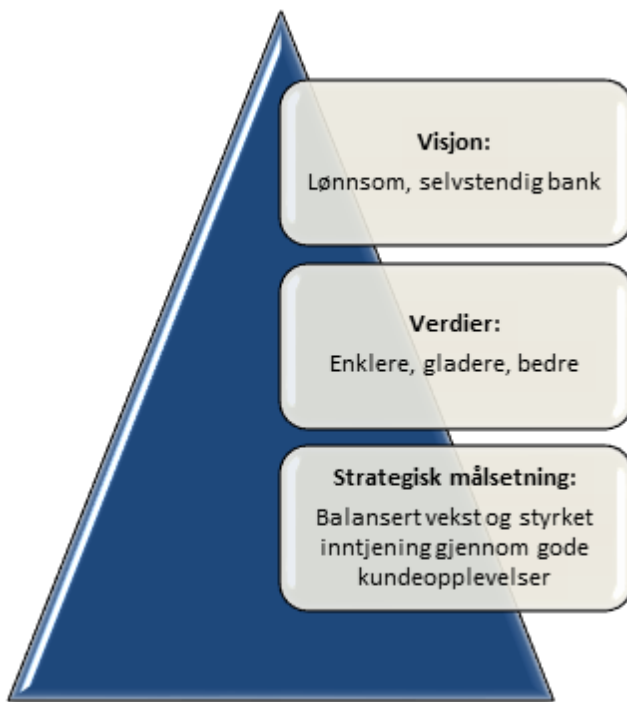 Visjon:
Lønnsom, selvstendig bank
Verdier:
Enklere, gladere, bedre
Strategisk målsetning:
Balansert vekst og styrket
inntjening gjennom gode
kundeopplevelser